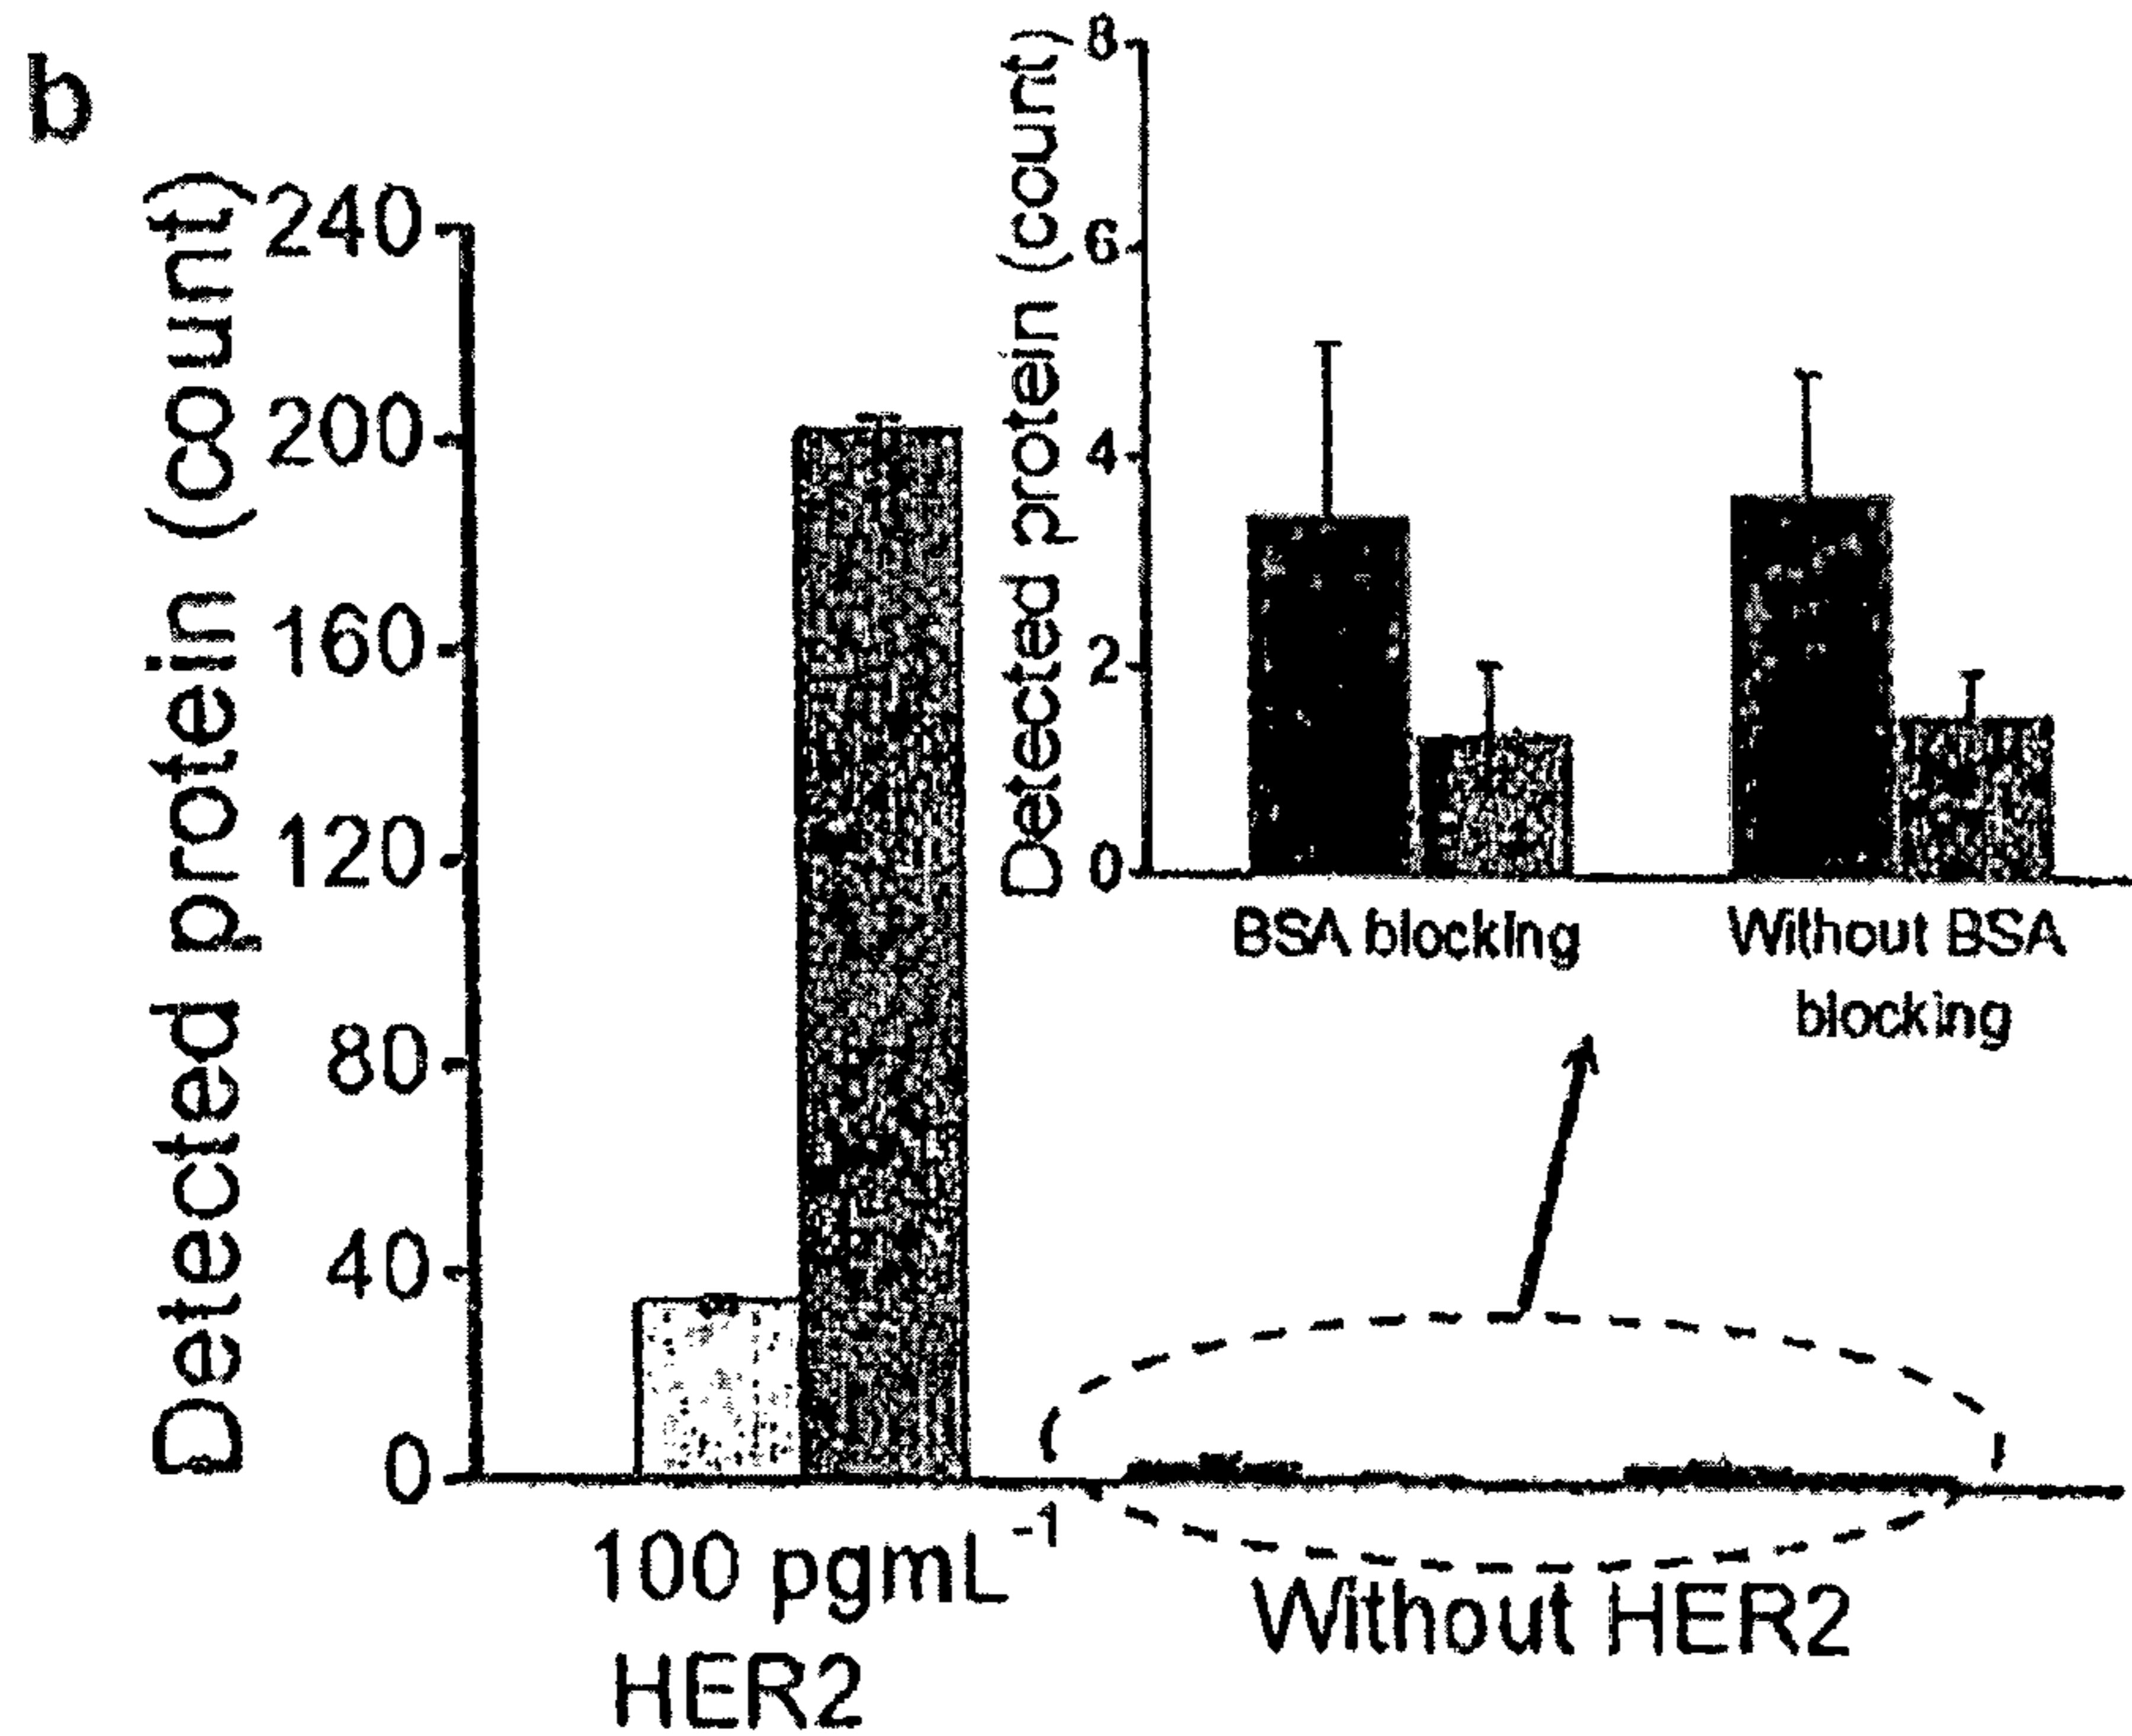 b
Detected protein (count)
240
200
160
120
80
40
0
100 pgmL-1
HER2
Without HER2
Detected protein (count)
8
6
4
2
0
BSA blocking
Without BSA
blocking